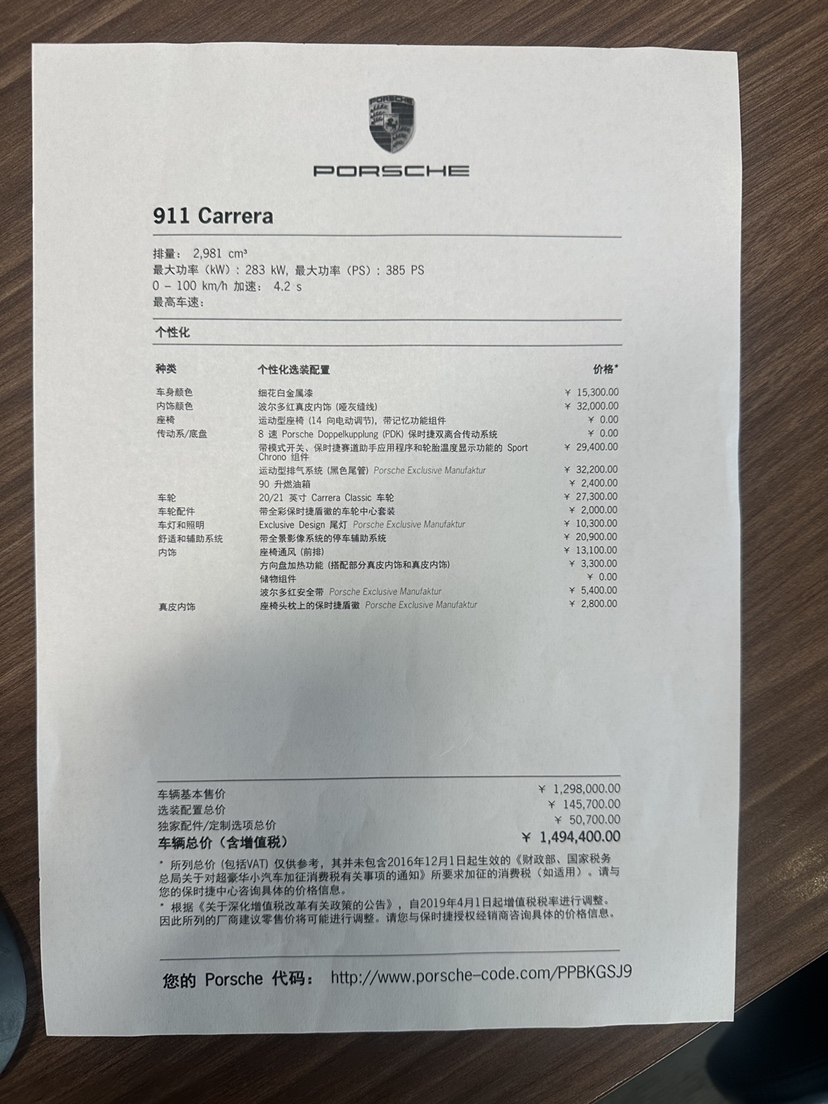 PORSCHE
PORSCHE
911 Carrera
排量： 2,981 cm³
最大功率（kW）: 283 kW, 最大功率（PS）: 385 PS
0 – 100 km/h 加速： 4.2 s
最高车速:
个性化
种类 个性化选装配置 价格*
车身颜色 细花白金属漆 ￥ 15,300.00
内饰颜色 波尔多红真皮内饰 (哑灰缝线) ￥ 32,000.00
座椅 运动型座椅 (14 向电动调节)，带记忆功能组件 ￥ 0.00
传动系/底盘 8 速 Porsche Doppelkupplung (PDK) 保时捷双离合传动系统 ￥ 0.00
带模式开关、保时捷赛道助手应用程序和轮胎温度显示功能的 Sport ￥ 29,400.00
Chrono 组件
运动型排气系统 (黑色尾管) Porsche Exclusive Manufaktur ￥ 32,200.00
90 升燃油箱 ￥ 2,400.00
车轮 20/21 英寸 Carrera Classic 车轮 ￥ 27,300.00
车轮配件 带全彩保时捷盾徽的车轮中心套装 ￥ 2,000.00
车灯和照明 Exclusive Design 尾灯 Porsche Exclusive Manufaktur ￥ 10,300.00
舒适和辅助系统 带全景影像系统的停车辅助系统 ￥ 20,900.00
内饰 座椅通风 (前排) ￥ 13,100.00
方向盘加热功能 (搭配部分真皮内饰和真皮内饰) ￥ 3,300.00
储物组件 ￥ 0.00
波尔多红安全带 Porsche Exclusive Manufaktur ￥ 5,400.00
真皮内饰 座椅头枕上的保时捷盾徽 Porsche Exclusive Manufaktur ￥ 2,800.00
车辆基本售价 ￥ 1,298,000.00
选装配置总价 ￥ 145,700.00
独家配件/定制选项总价 ￥ 50,700.00
车辆总价（含增值税） ￥ 1,494,400.00
* 所列总价 (包括VAT) 仅供参考，其并未包含2016年12月1日起生效的《财政部、国家税务
总局关于对超豪华小汽车加征消费税有关事项的通知》所要求加征的消费税（如适用）。请与
您的保时捷中心咨询具体的价格信息。
* 根据《关于深化增值税改革有关政策的公告》，自2019年4月1日起增值税税率进行调整。
因此所列的厂商建议零售价将可能进行调整。请您与保时捷授权经销商咨询具体的价格信息。
您的 Porsche 代码： http://www.porsche-code.com/PPBKGSJ9